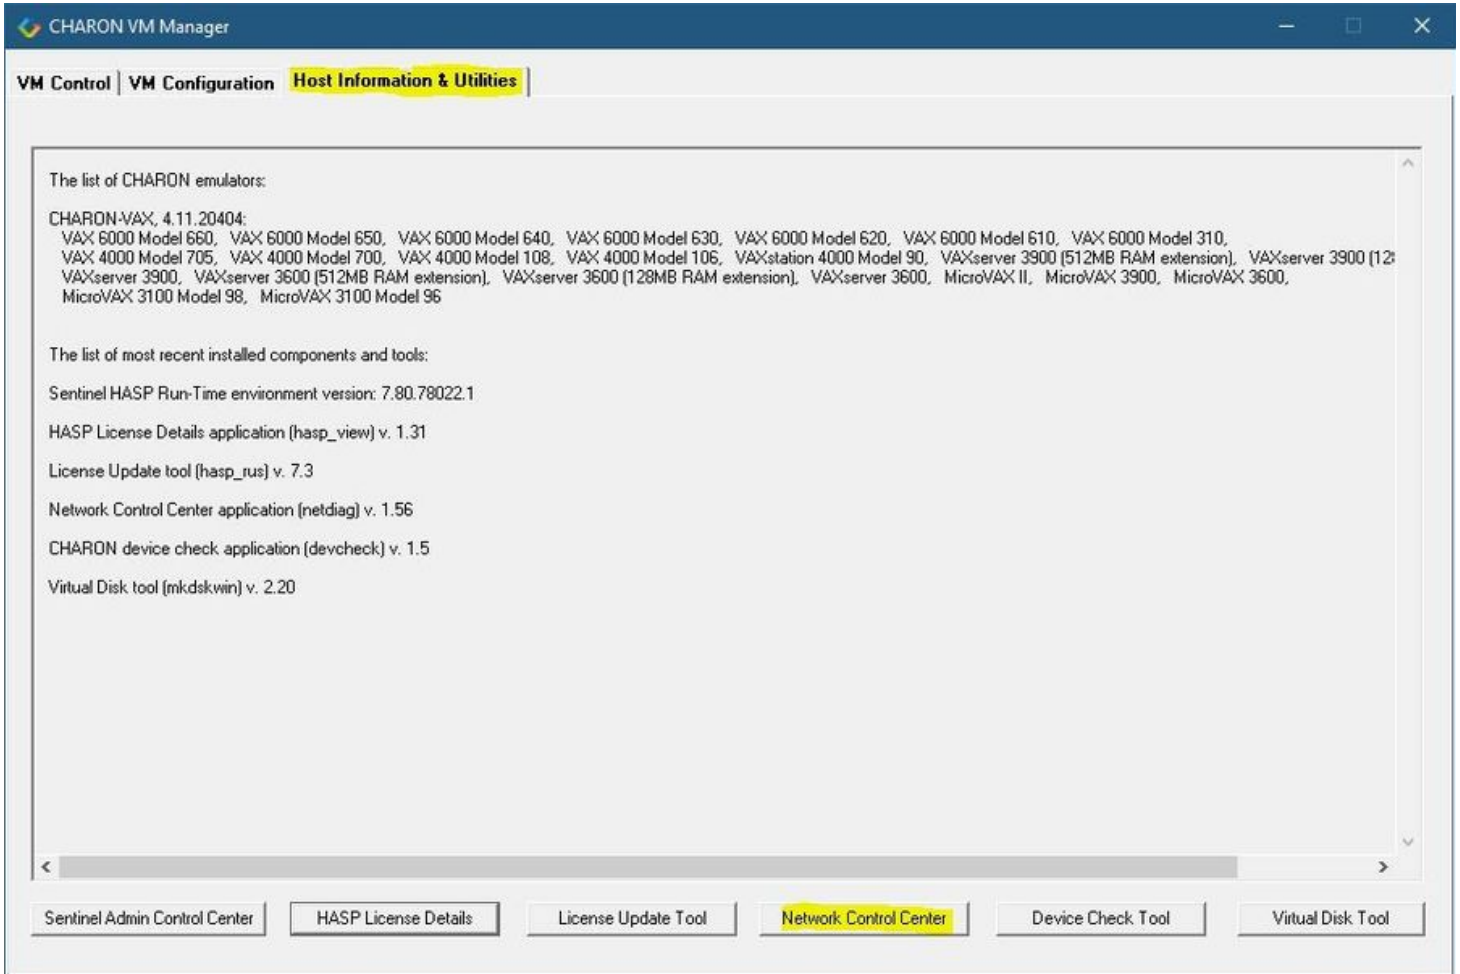 CHARON VM Manager
VM Control | VM Configuration Host Information & Utilities
The list of CHARON emulators:
CHARON-VAX, 4.11.20404:
VAX 6000 Model 660, VAX 6000 Model 650, VAX 6000 Model 640, VAX 6000 Model 630, VAX 6000 Model 620, VAX 6000 Model 610, VAX 6000 Model 310,
VAX 4000 Model 705, VAX 4000 Model 700, VAX 4000 Model 108, VAX 4000 Model 106, VAXstation 4000 Model 90, VAXserver 3900 (512MB RAM extension), VAXserver 3900 (12
VAXserver 3900, VAXserver 3600 (512MB RAM extension), VAXserver 3600 (128MB RAM extension), VAXserver 3600, MicroVAX II, MicroVAX 3900, MicroVAX 3600,
MicroVAX 3100 Model 98, MicroVAX 3100 Model 96
The list of most recent installed components and tools:
Sentinel HASP Run-Time environment version: 7.80.78022.1
HASP License Details application (hasp_view) v. 1.31
License Update tool (hasp_rus) v. 7.3
Network Control Center application (netdiag) v. 1.56
CHARON device check application (devcheck) v. 1.5
Virtual Disk tool (mkdskwin) v. 2.20
Sentinel Admin Control Center HASP License Details License Update Tool Network Control Center Device Check Tool Virtual Disk Tool